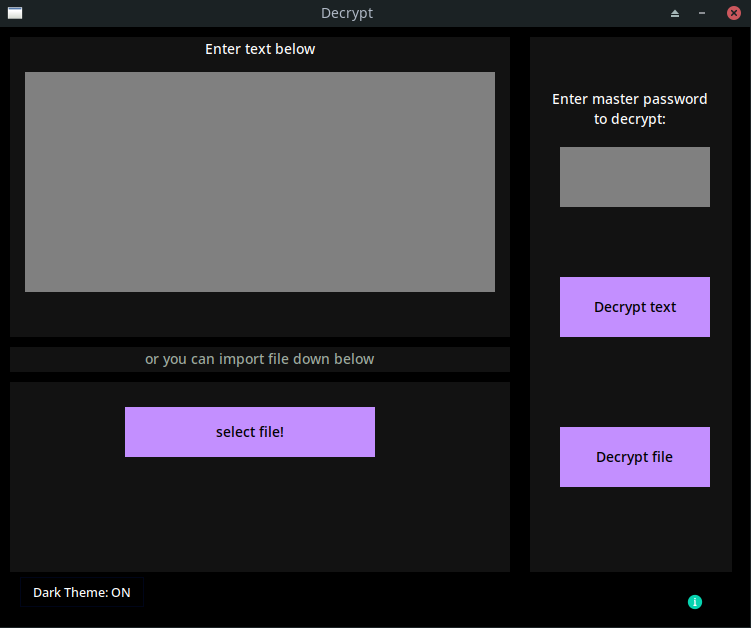 Decrypt
Enter text below
Enter master password
to decrypt:
Decrypt text
or you can import file down below
select file!
Decrypt file
Dark Theme: ON
i